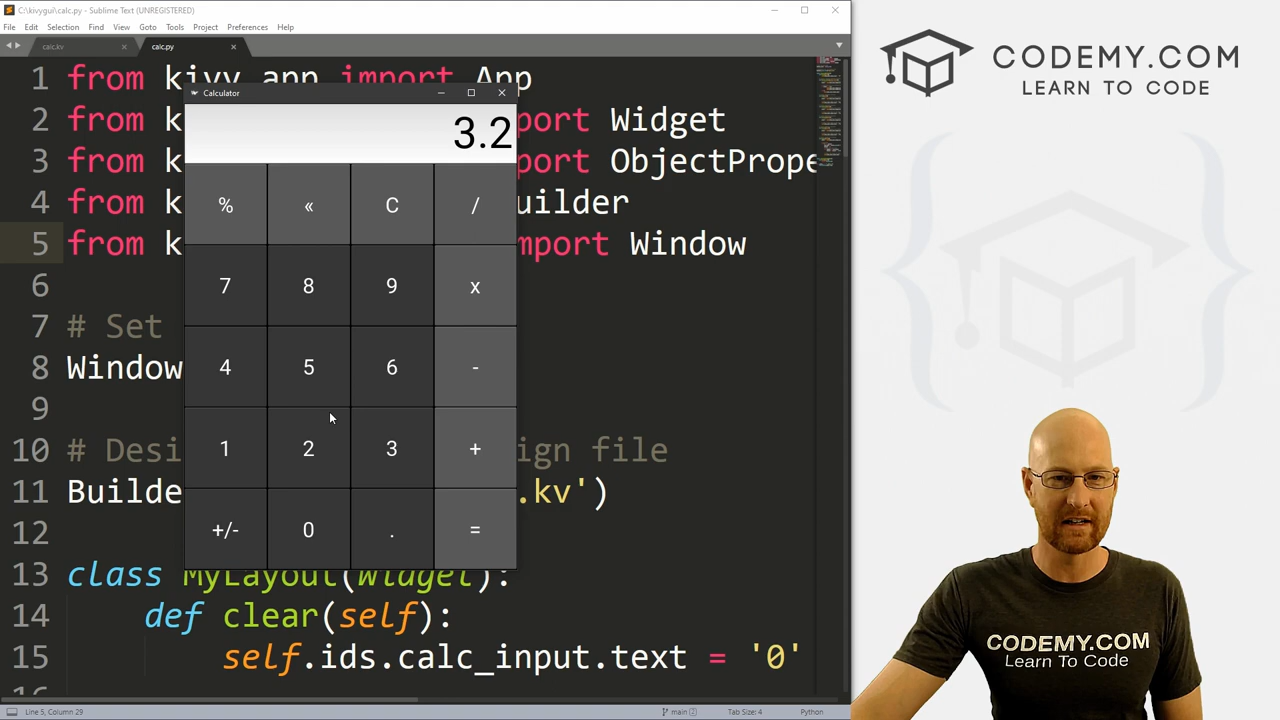 C:\kivygui\calc.py - Sublime Text (UNREGISTERED)
File Edit Selection Find View Goto Tools Project Preferences Help
calc.kv × calc.py ×
1 from kivy.app import App
2 from k port Widget
3 from k port ObjectPrope
4 from k uilder
5 from k mport Window
6
7 # Set
8 Window
9
10 # Desi ign file
11 Builde .kv')
12
13 class MyLayout(Widget):
14 def clear(self):
15 self.ids.calc_input.text = '0'
16
Calculator
3.2
% « C /
7 8 9 x
4 5 6 -
1 2 3 +
+/- 0 . =
Line 5, Column 29
main (2) Tab Size: 4 Python
CODEMY.COM
LEARN TO CODE
CODEMY.COM
Learn To Code